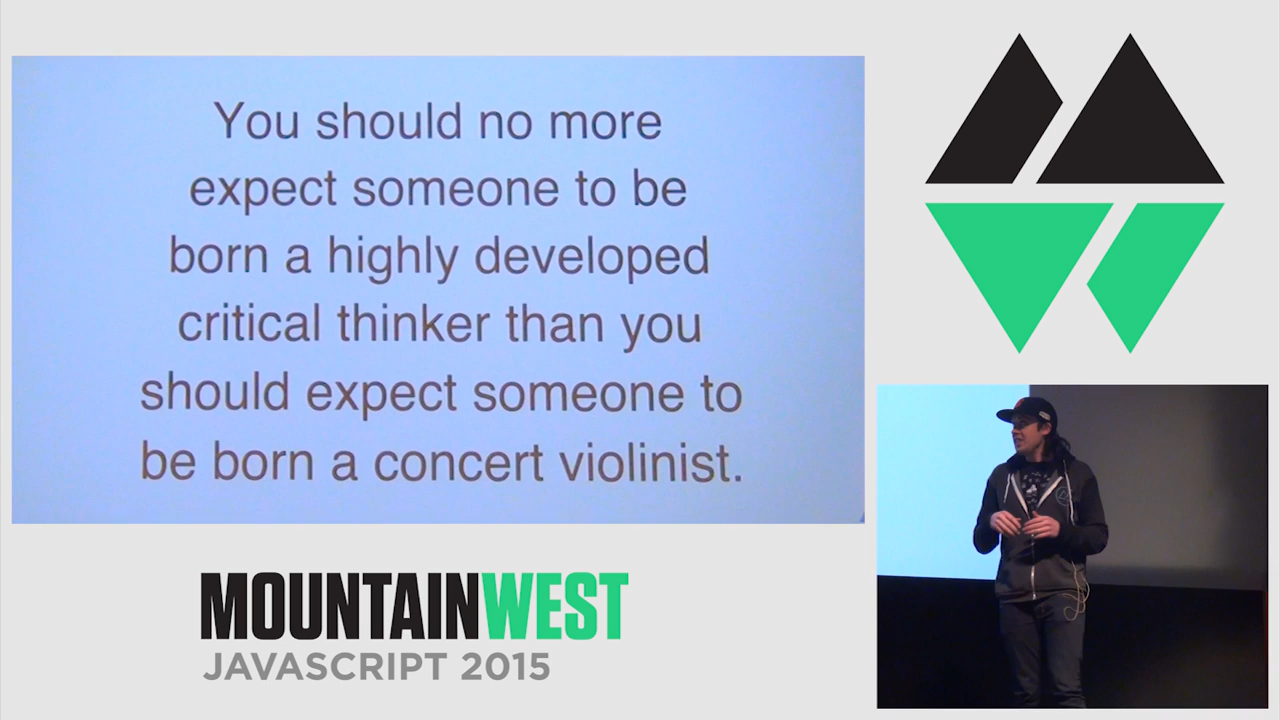 You should no more
expect someone to be
born a highly developed
critical thinker than you
should expect someone to
be born a concert violinist.
MOUNTAINWEST
JAVASCRIPT 2015